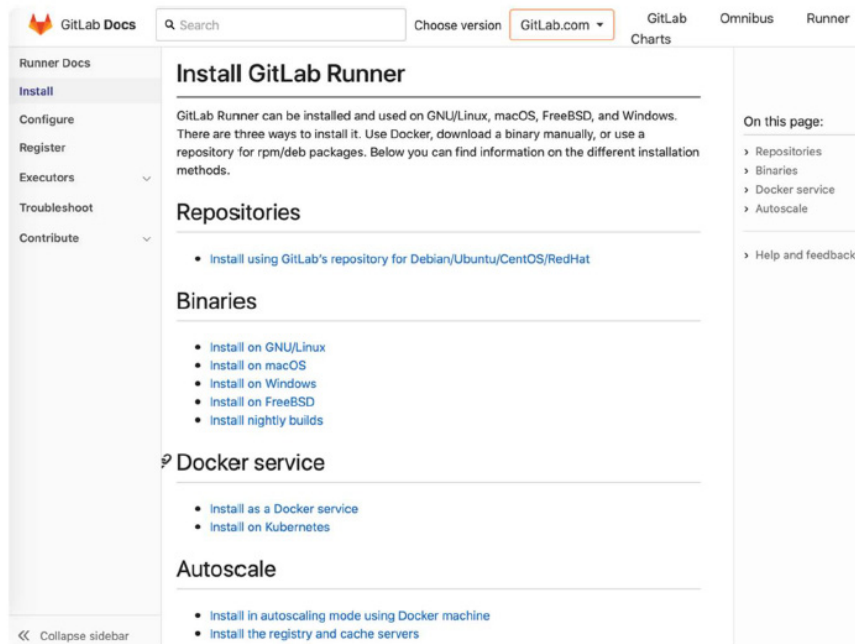 GitLab Docs
Search
Choose version
GitLab.com
GitLab
Charts
Omnibus
Runner
Runner Docs
Install
Configure
Register
Executors
Troubleshoot
Contribute
Collapse sidebar
Install GitLab Runner
GitLab Runner can be installed and used on GNU/Linux, macOS, FreeBSD, and Windows.
There are three ways to install it. Use Docker, download a binary manually, or use a
repository for rpm/deb packages. Below you can find information on the different installation
methods.
Repositories
• Install using GitLab's repository for Debian/Ubuntu/CentOS/RedHat
Binaries
• Install on GNU/Linux
• Install on macOS
• Install on Windows
• Install on FreeBSD
• Install nightly builds
Docker service
• Install as a Docker service
• Install on Kubernetes
Autoscale
• Install in autoscaling mode using Docker machine
• Install the registry and cache servers
On this page:
› Repositories
› Binaries
› Docker service
› Autoscale
› Help and feedback